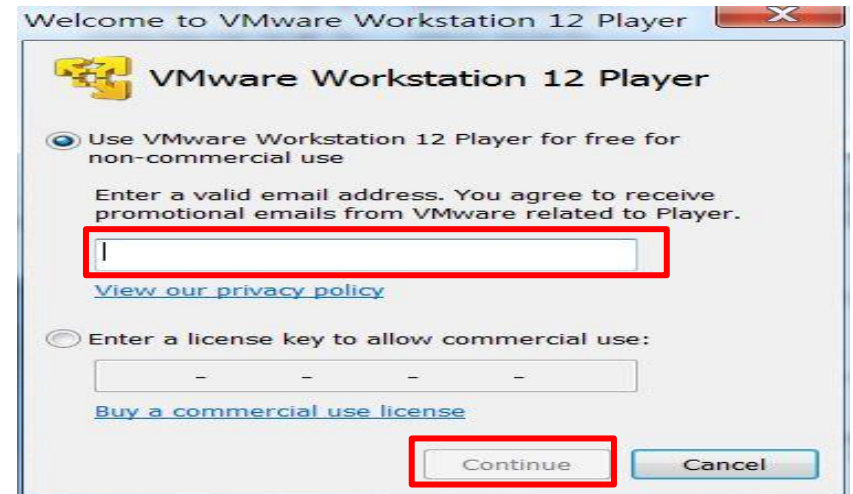 Welcome to VMware Workstation 12 Player
VMware Workstation 12 Player
Use VMware Workstation 12 Player for free for
non-commercial use
Enter a valid email address. You agree to receive
promotional emails from VMware related to Player.
View our privacy policy
Enter a license key to allow commercial use:
- - - -
Buy a commercial use license
Continue Cancel